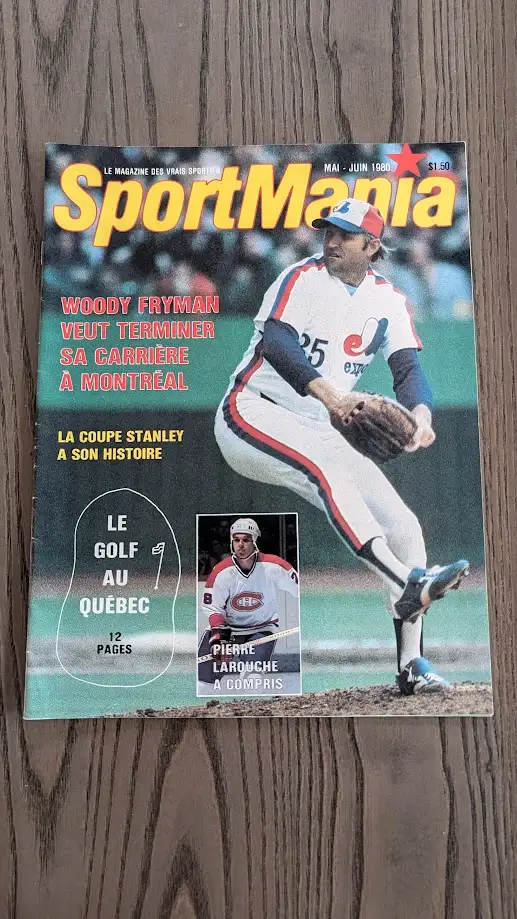 LE MAGAZINE DES VRAIS SPORTIFS
MAI - JUIN 1980
$1.50
SportMania
WOODY FRYMAN
VEUT TERMINER
SA CARRIÈRE
À MONTRÉAL
35
expos
LA COUPE STANLEY
A SON HISTOIRE
LE
GOLF
AU
QUÉBEC
12
PAGES
8
PIERRE
LAROUCHE
A COMPRIS